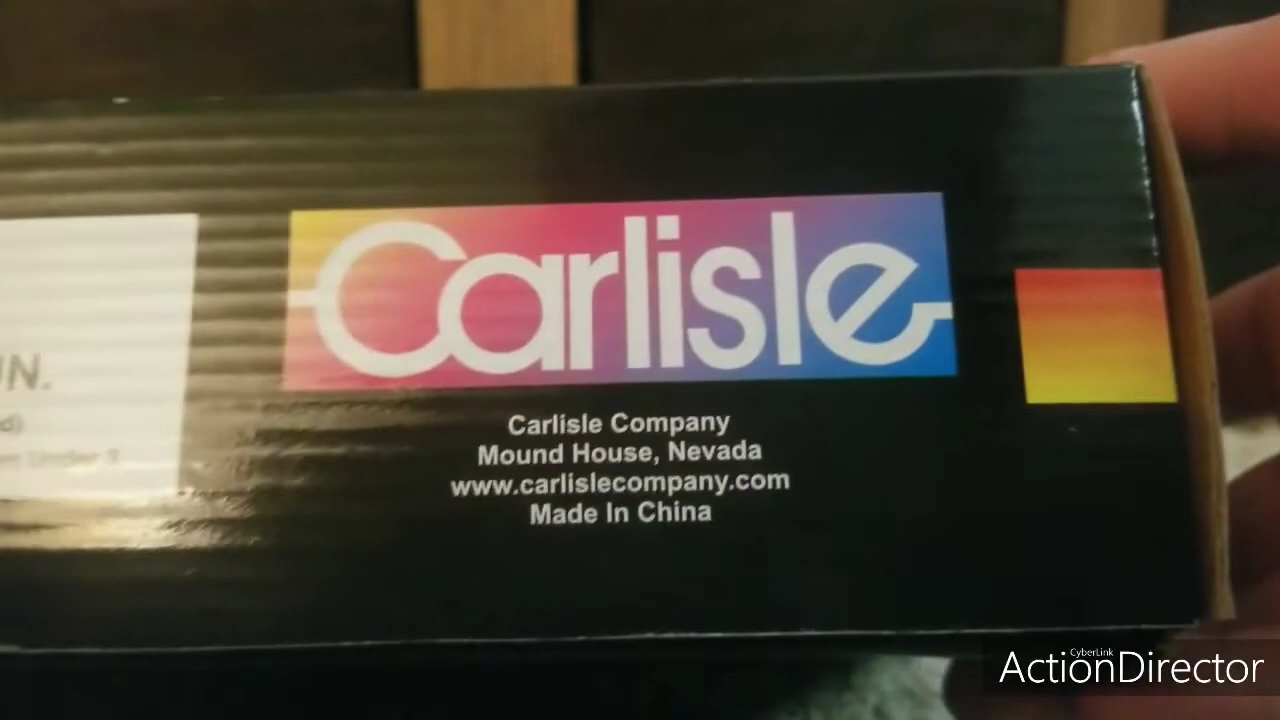 Carlisle
Carlisle Company
Mound House, Nevada
www.carlislecompany.com
Made In China
CyberLink
ActionDirector